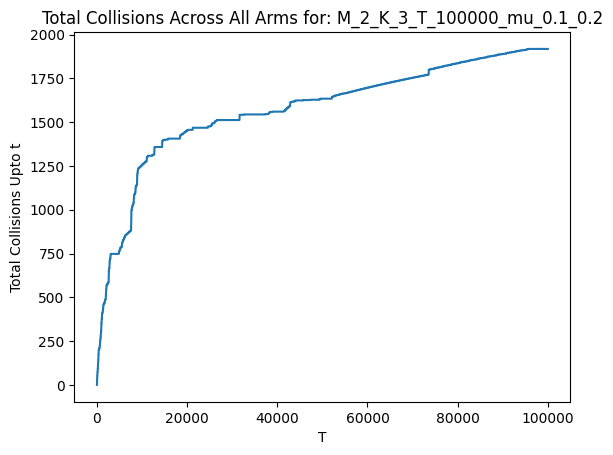 Total Collisions Across All Arms for: M_2_K_3_T_100000_mu_0.1_0.2
2000
1750
1500
1250
1000
750
500
250
0
Total Collisions Upto t
0 20000 40000 60000 80000 100000
T